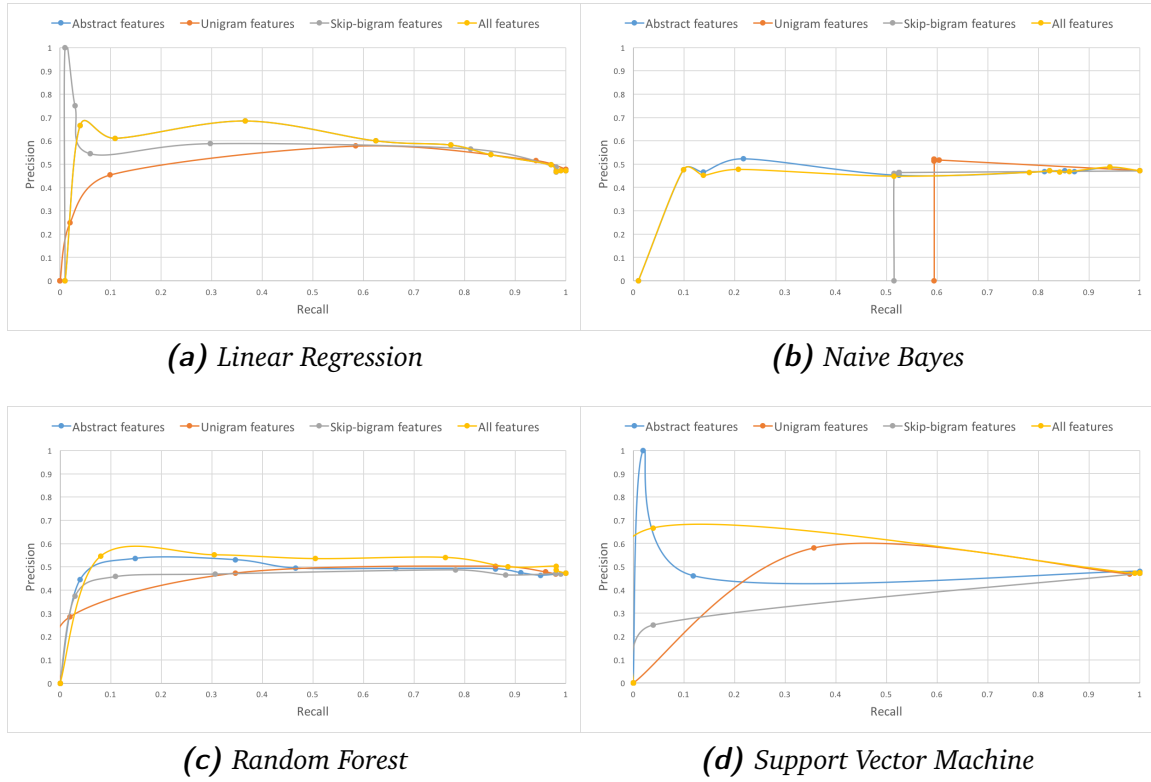 Abstract features Unigram features Skip-bigram features All features
1
0.9
0.8
0.7
0.6
0.5
0.4
0.3
0.2
0.1
0
Precision
0 0.1 0.2 0.3 0.4 0.5 0.6 0.7 0.8 0.9 1
Recall
(a) Linear Regression
Abstract features Unigram features Skip-bigram features All features
1
0.9
0.8
0.7
0.6
0.5
0.4
0.3
0.2
0.1
0
Precision
0 0.1 0.2 0.3 0.4 0.5 0.6 0.7 0.8 0.9 1
Recall
(b) Naive Bayes
Abstract features Unigram features Skip-bigram features All features
1
0.9
0.8
0.7
0.6
0.5
0.4
0.3
0.2
0.1
0
Precision
0 0.1 0.2 0.3 0.4 0.5 0.6 0.7 0.8 0.9 1
Recall
(c) Random Forest
Abstract features Unigram features Skip-bigram features All features
1
0.9
0.8
0.7
0.6
0.5
0.4
0.3
0.2
0.1
0
Precision
0 0.1 0.2 0.3 0.4 0.5 0.6 0.7 0.8 0.9 1
Recall
(d) Support Vector Machine